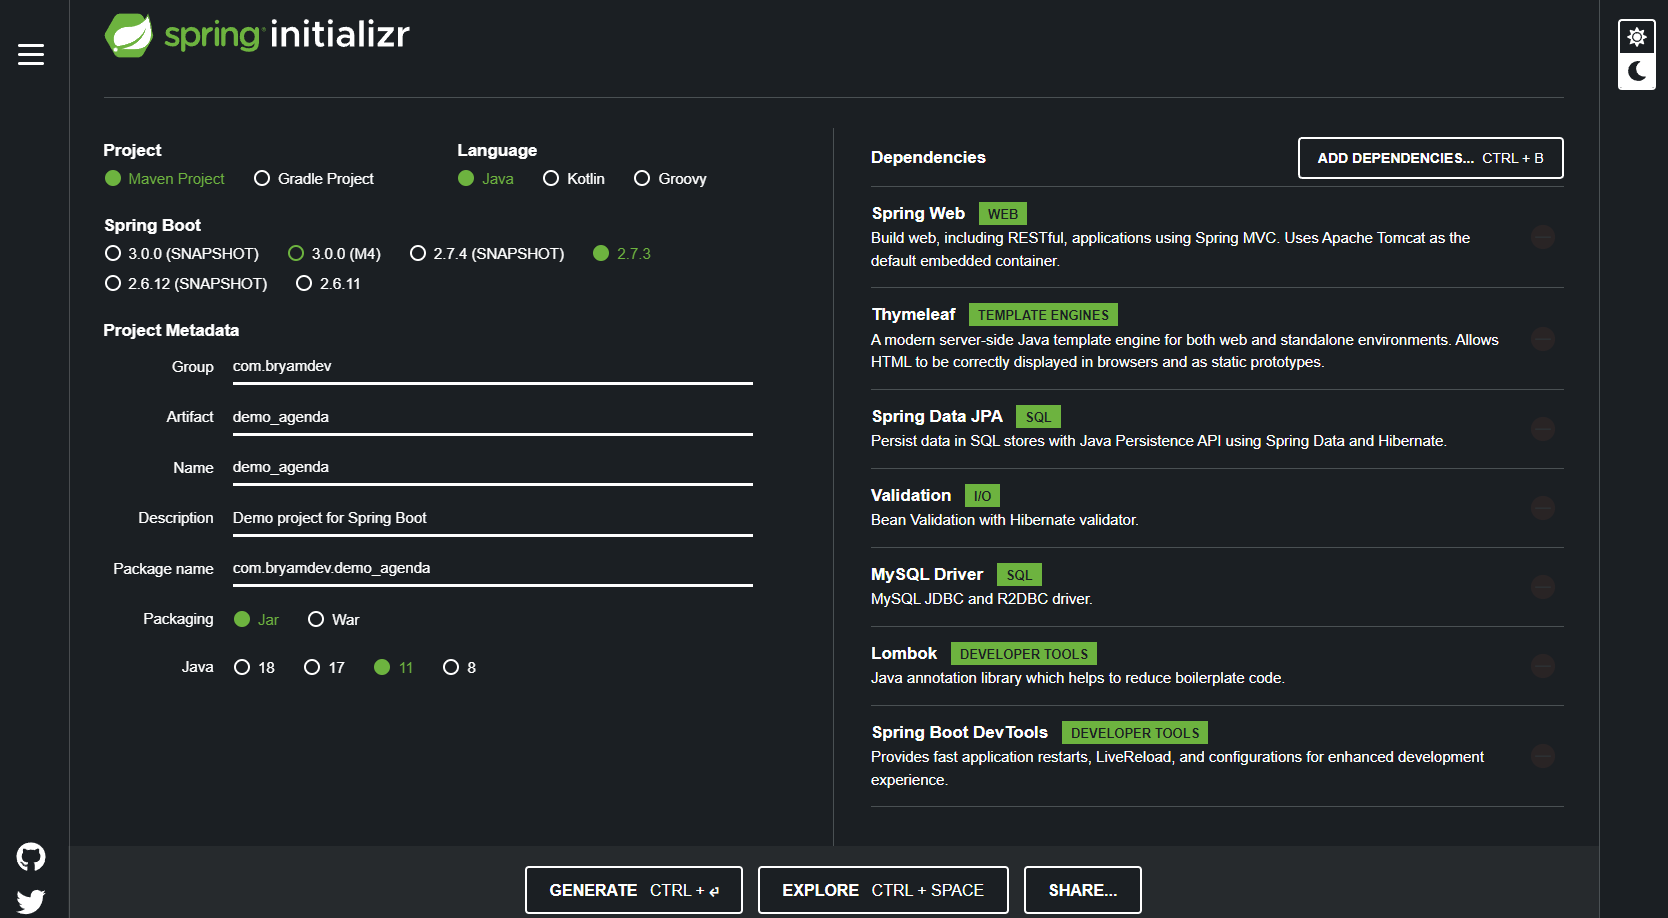 spring initializr
Project
Maven Project Gradle Project
Language
Java Kotlin Groovy
Spring Boot
3.0.0 (SNAPSHOT) 3.0.0 (M4) 2.7.4 (SNAPSHOT) 2.7.3
2.6.12 (SNAPSHOT) 2.6.11
Project Metadata
Group com.bryamdev
Artifact demo_agenda
Name demo_agenda
Description Demo project for Spring Boot
Package name com.bryamdev.demo_agenda
Packaging Jar War
Java 18 17 11 8
Dependencies ADD DEPENDENCIES... CTRL + B
Spring Web WEB
Build web, including RESTful, applications using Spring MVC. Uses Apache Tomcat as the
default embedded container.
Thymeleaf TEMPLATE ENGINES
A modern server-side Java template engine for both web and standalone environments. Allows
HTML to be correctly displayed in browsers and as static prototypes.
Spring Data JPA SQL
Persist data in SQL stores with Java Persistence API using Spring Data and Hibernate.
Validation I/O
Bean Validation with Hibernate validator.
MySQL Driver SQL
MySQL JDBC and R2DBC driver.
Lombok DEVELOPER TOOLS
Java annotation library which helps to reduce boilerplate code.
Spring Boot DevTools DEVELOPER TOOLS
Provides fast application restarts, LiveReload, and configurations for enhanced development
experience.
GENERATE CTRL + ⏎ EXPLORE CTRL + SPACE SHARE...